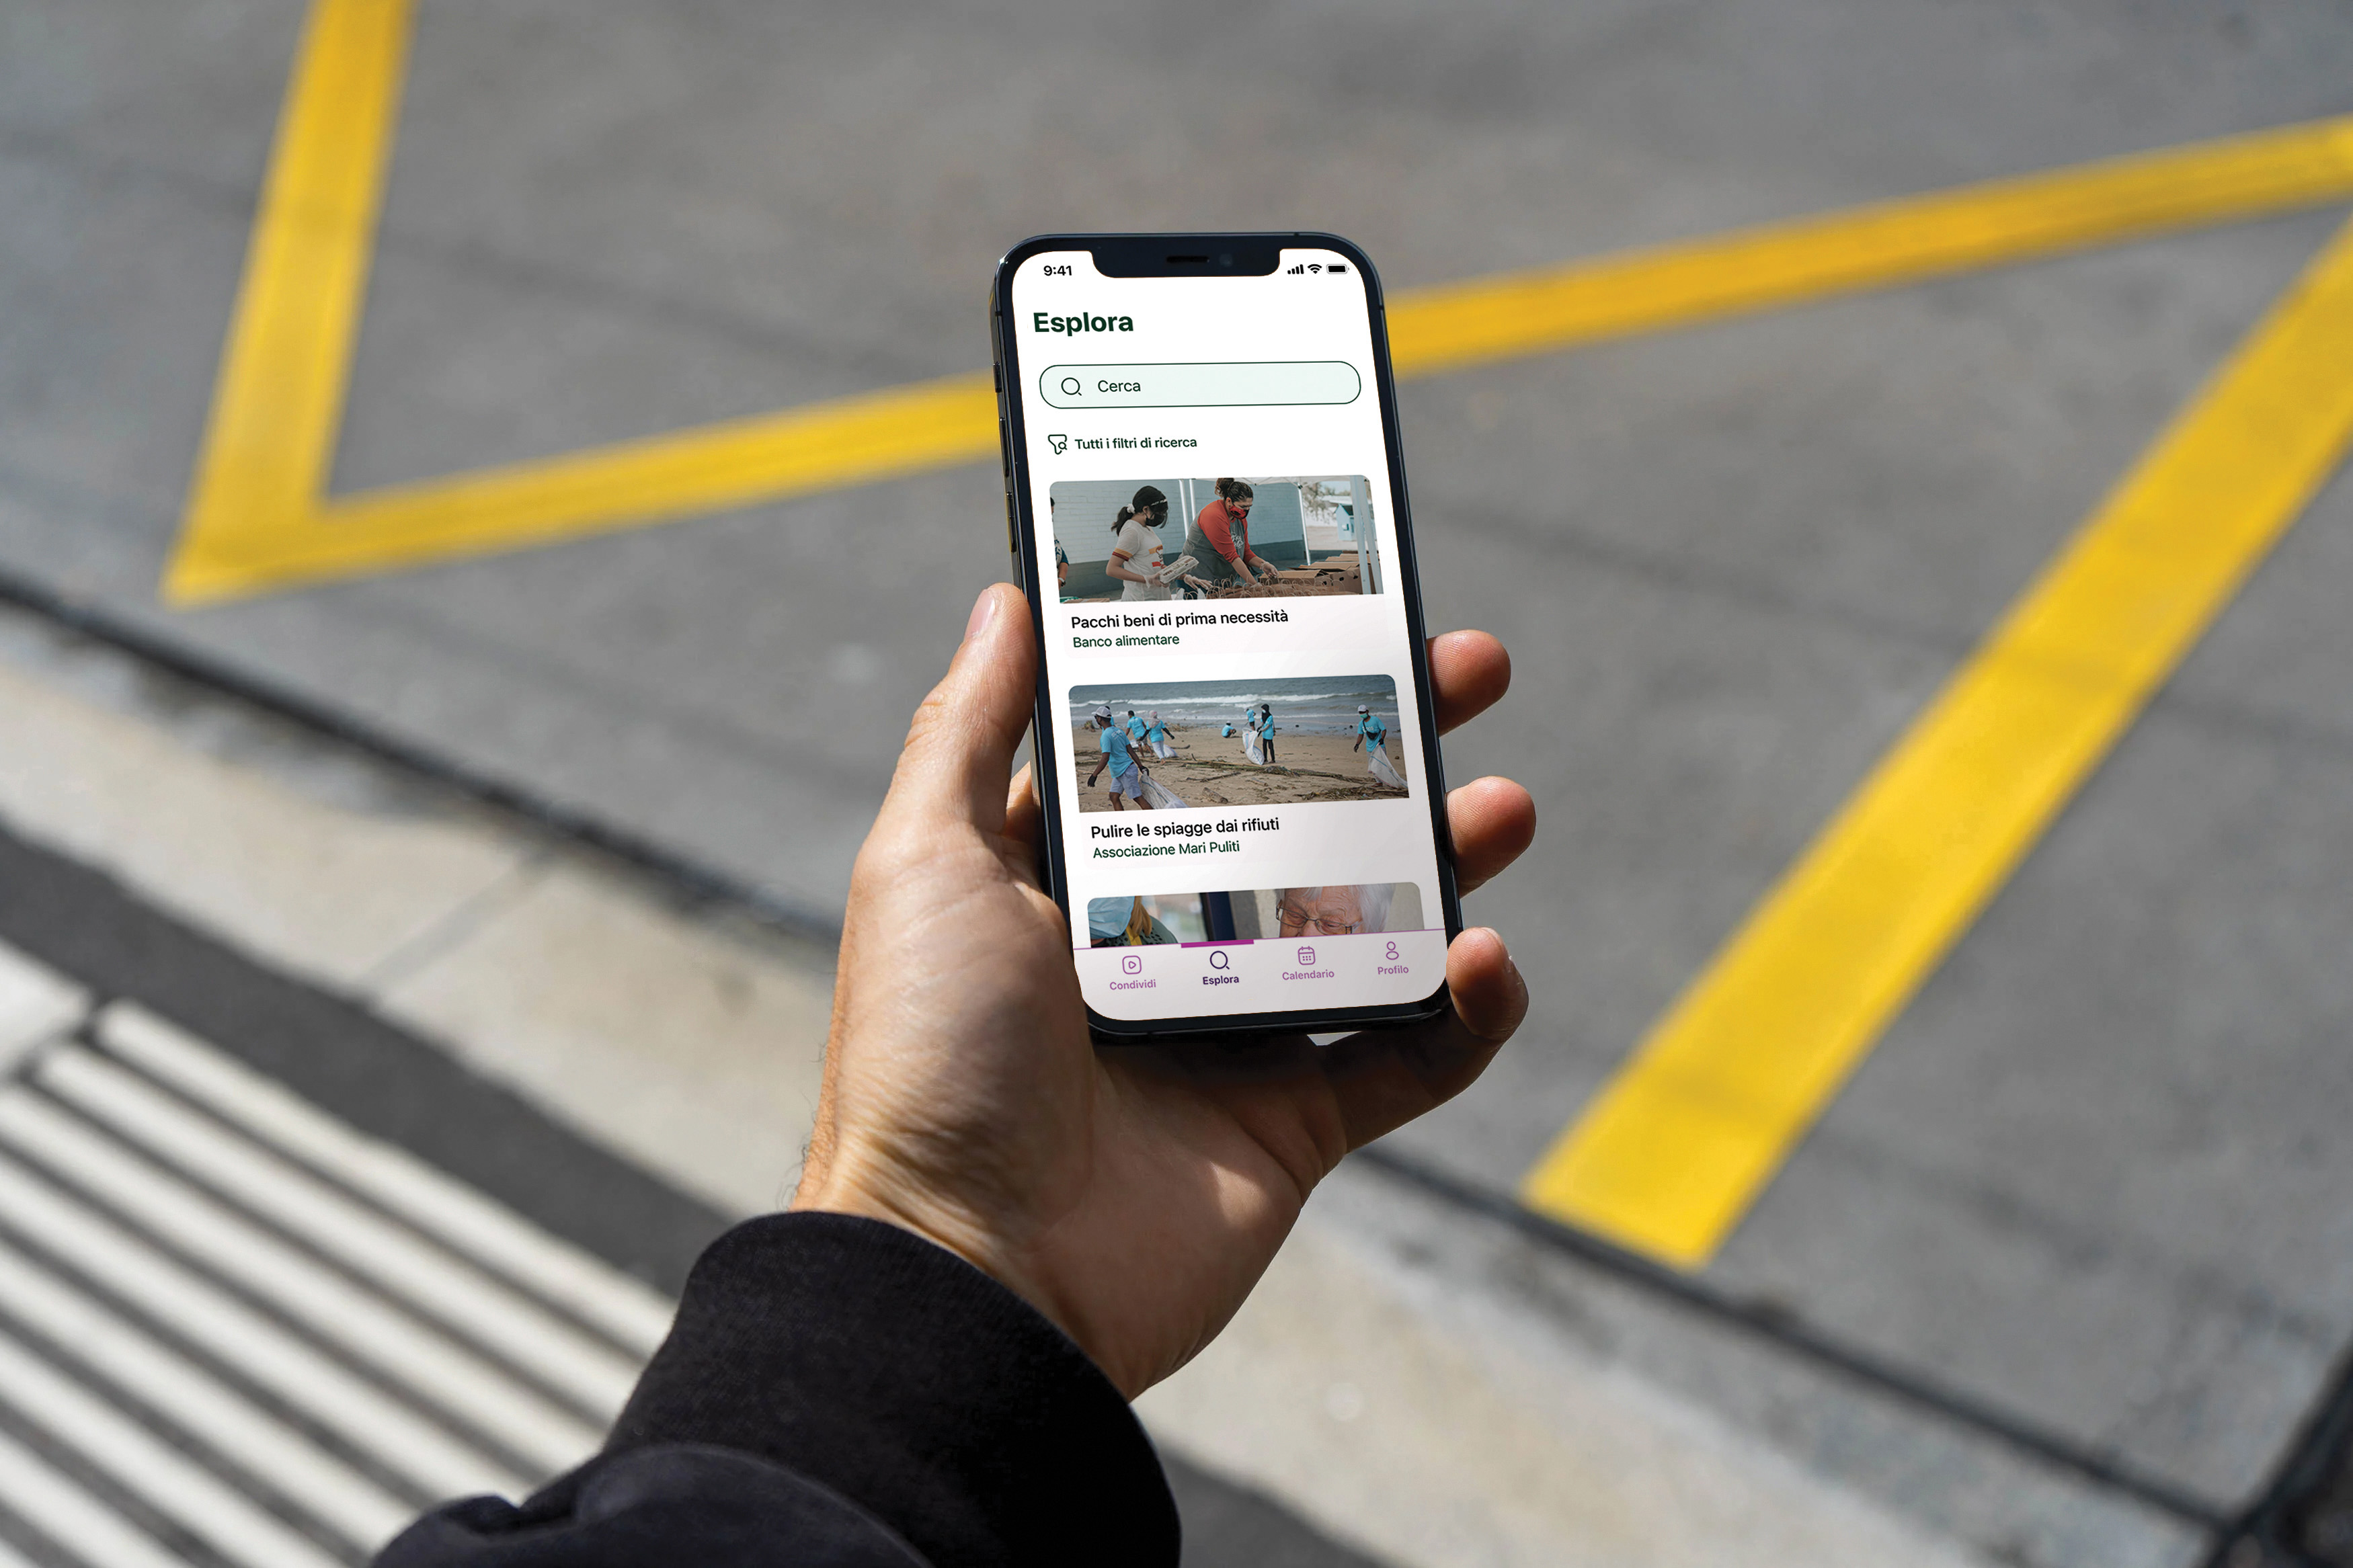 9:41
Esplora
Cerca
Tutti i filtri di ricerca
Pacchi beni di prima necessità
Banco alimentare
Pulire le spiagge dai rifiuti
Associazione Mari Puliti
Condividi
Esplora
Calendario
Profilo